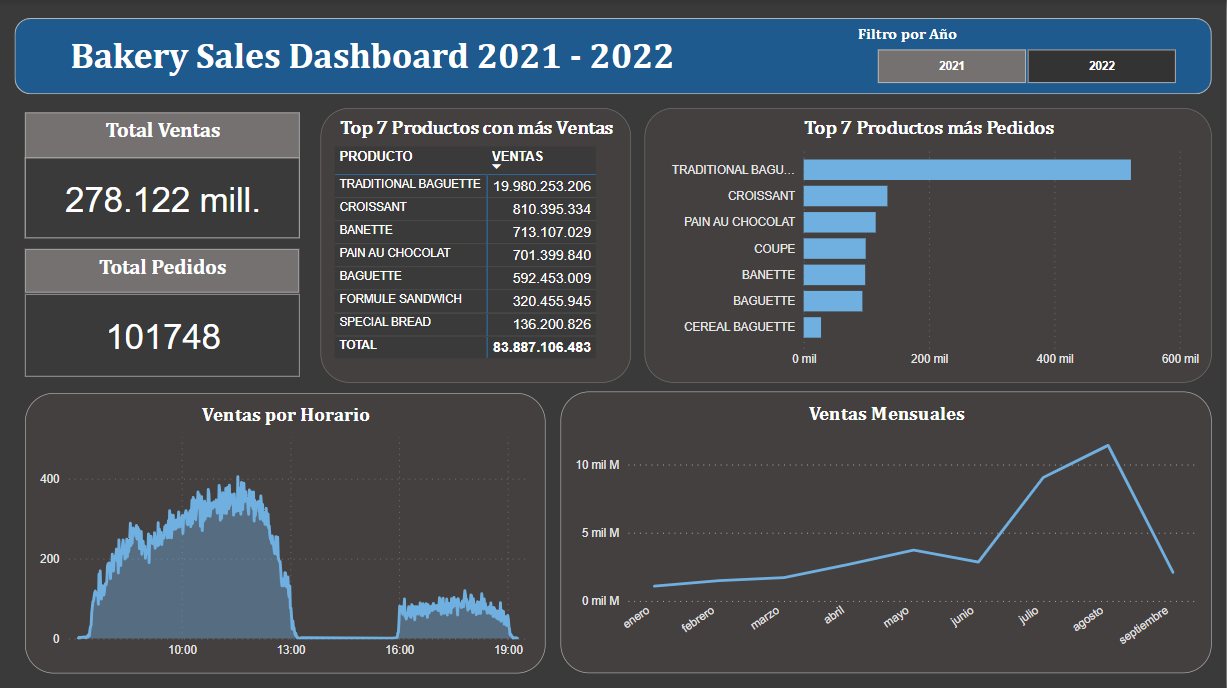 Bakery Sales Dashboard 2021 - 2022
Filtro por Año
2021 2022
Total Ventas
278.122 mill.
Total Pedidos
101748
Top 7 Productos con más Ventas
PRODUCTO VENTAS
TRADITIONAL BAGUETTE 19.980.253.206
CROISSANT 810.395.334
BANETTE 713.107.029
PAIN AU CHOCOLAT 701.399.840
BAGUETTE 592.453.009
FORMULE SANDWICH 320.455.945
SPECIAL BREAD 136.200.826
TOTAL 83.887.106.483
Top 7 Productos más Pedidos
TRADITIONAL BAGU...
CROISSANT
PAIN AU CHOCOLAT
COUPE
BANETTE
BAGUETTE
CEREAL BAGUETTE
0 mil 200 mil 400 mil 600 mil
Ventas por Horario
400
200
0
10:00 13:00 16:00 19:00
Ventas Mensuales
10 mil M
5 mil M
0 mil M
enero febrero marzo abril mayo junio julio agosto septiembre